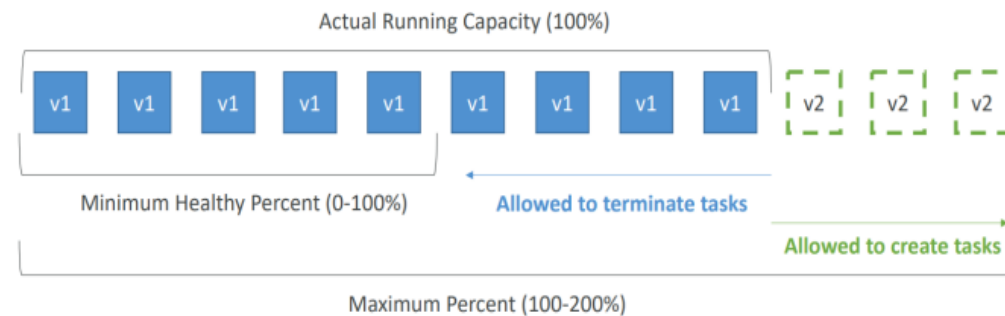 Actual Running Capacity (100%)
v1 v1 v1 v1 v1 v1 v1 v1 v1 v2 v2 v2
Minimum Healthy Percent (0-100%) Allowed to terminate tasks
Allowed to create tasks
Maximum Percent (100-200%)